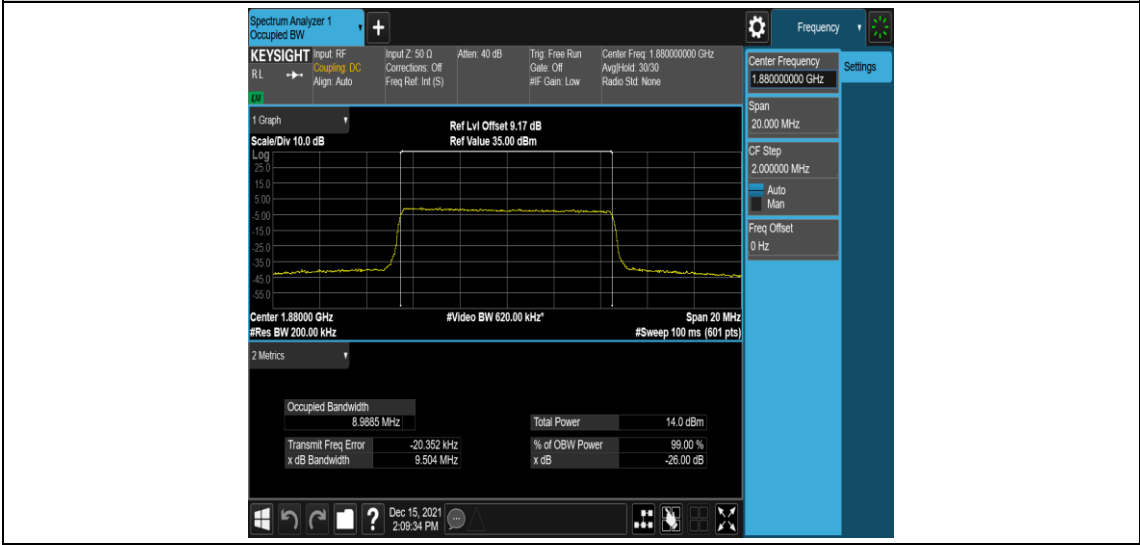 Spectrum Analyzer 1
Occupied BW
+
Frequency
KEYSIGHT Input: RF Input Z: 50 Ω Atten: 40 dB Trig: Free Run Center Freq: 1.880000000 GHz
RL Coupling: DC Corrections: Off Gate: Off Avg|Hold: 30/30
Align: Auto Freq Ref: Int (S) #IF Gain: Low Radio Std: None
Center Frequency
1.880000000 GHz
Settings
Span
20.000 MHz
CF Step
2.000000 MHz
Auto
Man
Freq Offset
0 Hz
1 Graph
Ref Lvl Offset 9.17 dB
Scale/Div 10.0 dB Ref Value 35.00 dBm
Log
25.0
15.0
5.00
-5.00
-15.0
-25.0
-35.0
-45.0
-55.0
Center 1.88000 GHz #Video BW 620.00 kHz* Span 20 MHz
#Res BW 200.00 kHz #Sweep 100 ms (601 pts)
2 Metrics
Occupied Bandwidth
8.9885 MHz Total Power 14.0 dBm
Transmit Freq Error -20.352 kHz % of OBW Power 99.00 %
x dB Bandwidth 9.504 MHz x dB -26.00 dB
? Dec 15, 2021
2:09:34 PM